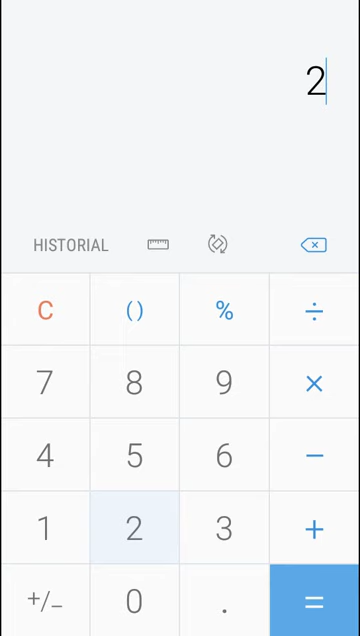 2
HISTORIAL
C ( ) % ÷
7 8 9 ×
4 5 6 −
1 2 3 +
+/− 0 . =